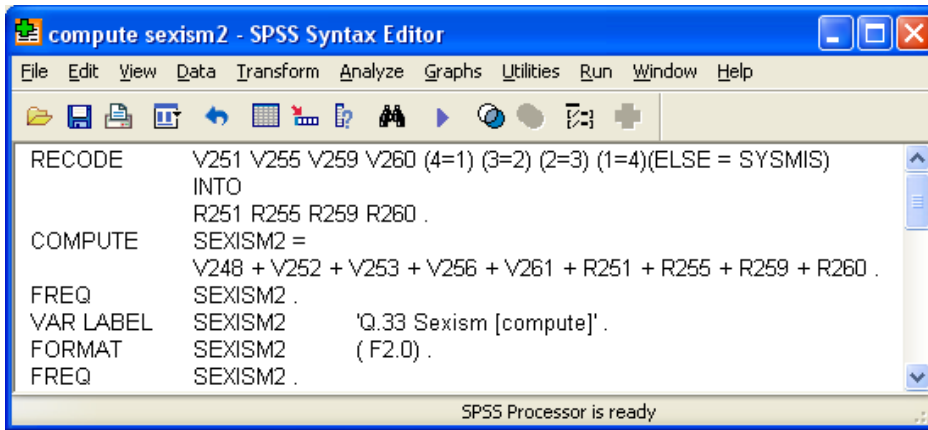 compute sexism2 - SPSS Syntax Editor
File Edit View Data Transform Analyze Graphs Utilities Run Window Help
RECODE V251 V255 V259 V260 (4=1) (3=2) (2=3) (1=4)(ELSE = SYSMIS)
INTO
R251 R255 R259 R260 .
COMPUTE SEXISM2 =
V248 + V252 + V253 + V256 + V261 + R251 + R255 + R259 + R260 .
FREQ SEXISM2 .
VAR LABEL SEXISM2 'Q.33 Sexism [compute]' .
FORMAT SEXISM2 ( F2.0) .
FREQ SEXISM2 .
SPSS Processor is ready